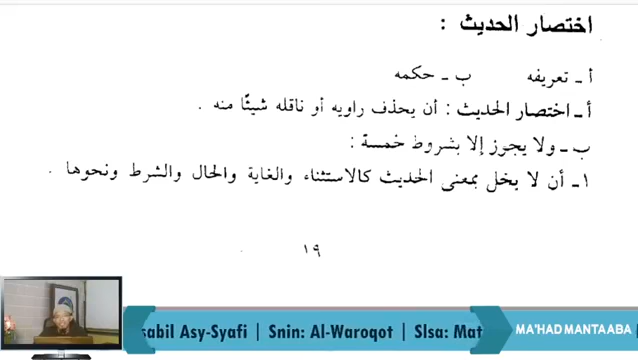 اختصار الحديث :
أ ـ تعريفه ب ـ حكمه
أ ـ اختصار الحديث : أن يحذف راويه أو ناقله شيئًا منه .
ب ـ ولا يجوز إلا بشروط خمسة :
١ ـ أن لا يخل بمعنى الحديث كالاستثناء والغاية والحال والشرط ونحوها .
١٩
sabil Asy-Syafi | Snin: Al-Waroqot | Slsa: Mat
MA'HAD MANTAABA